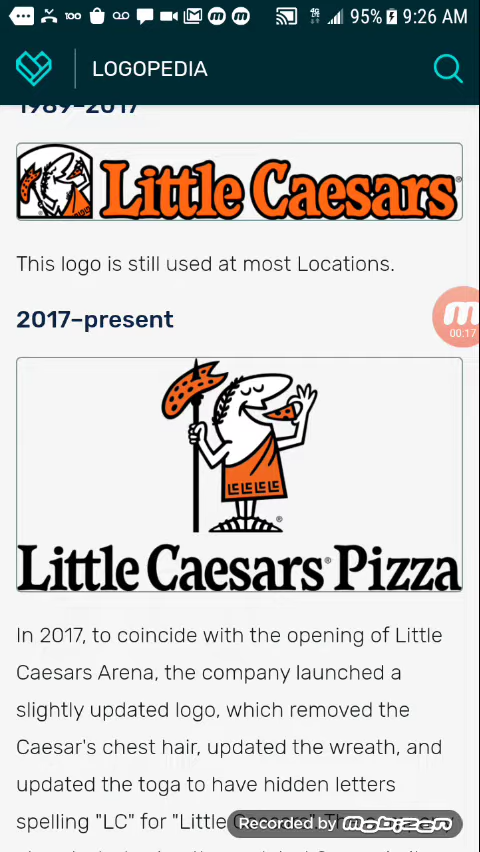 95% 9:26 AM
LOGOPEDIA
1989–2017
Little Caesars®
This logo is still used at most Locations.
2017–present
00:17
LCLCLC
®
Little Caesars® Pizza
In 2017, to coincide with the opening of Little
Caesars Arena, the company launched a
slightly updated logo, which removed the
Caesar's chest hair, updated the wreath, and
updated the toga to have hidden letters
spelling "LC" for "Little
Recorded by mobizen